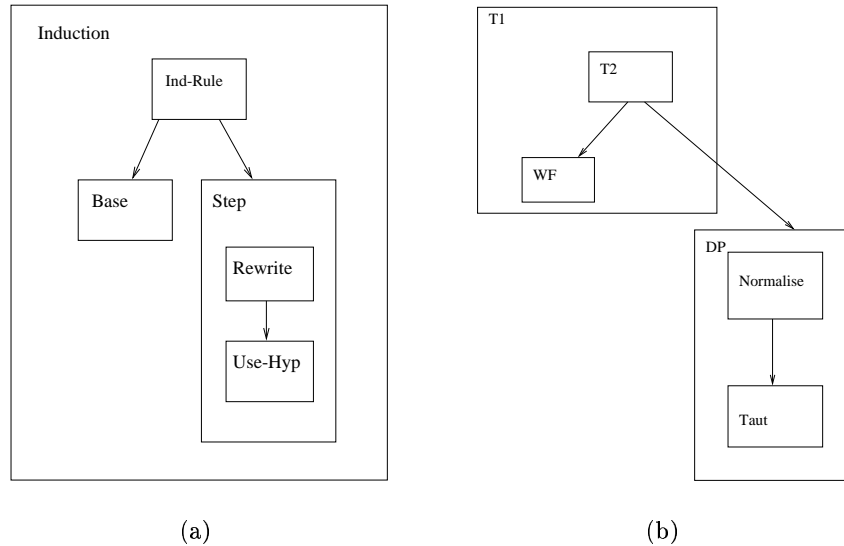 Induction
Ind-Rule
Base
Step
Rewrite
Use-Hyp
(a)
T1
T2
WF
DP
Normalise
Taut
(b)